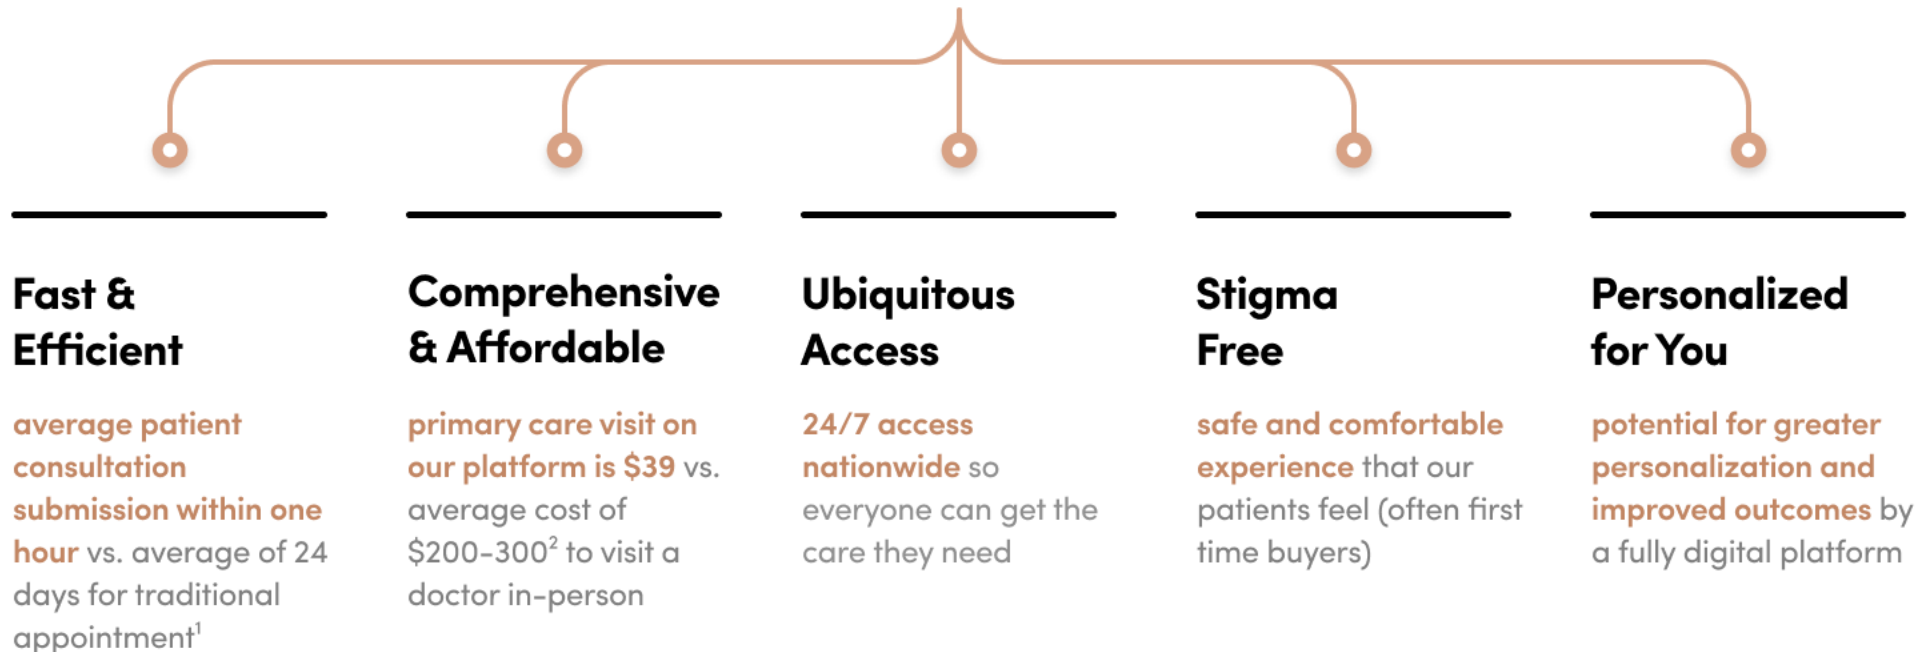 Fast &
Efficient
average patient
consultation
submission within one
hour vs. average of 24
days for traditional
appointment¹
Comprehensive
& Affordable
primary care visit on
our platform is $39 vs.
average cost of
$200-300² to visit a
doctor in-person
Ubiquitous
Access
24/7 access
nationwide so
everyone can get the
care they need
Stigma
Free
safe and comfortable
experience that our
patients feel (often first
time buyers)
Personalized
for You
potential for greater
personalization and
improved outcomes by
a fully digital platform